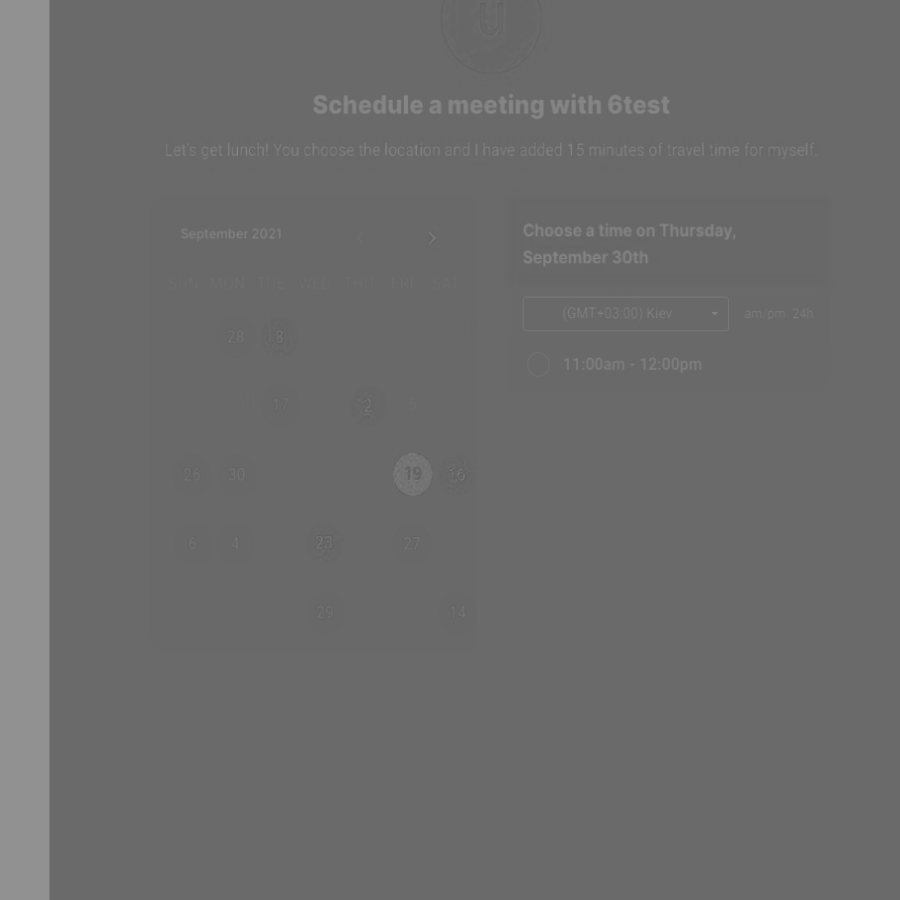 Schedule a meeting with 6test
Let's get lunch! You choose the location and I have added 15 minutes of travel time for myself
September 2021
SUN MON TUE WED THU FRI SAT
28 8
17 2 5
26 30 19 16
6 4 23 27
29 14
Choose a time on Thursday,
September 30th
(GMT+03:00) Kiev am/pm 24h
11:00am - 12:00pm